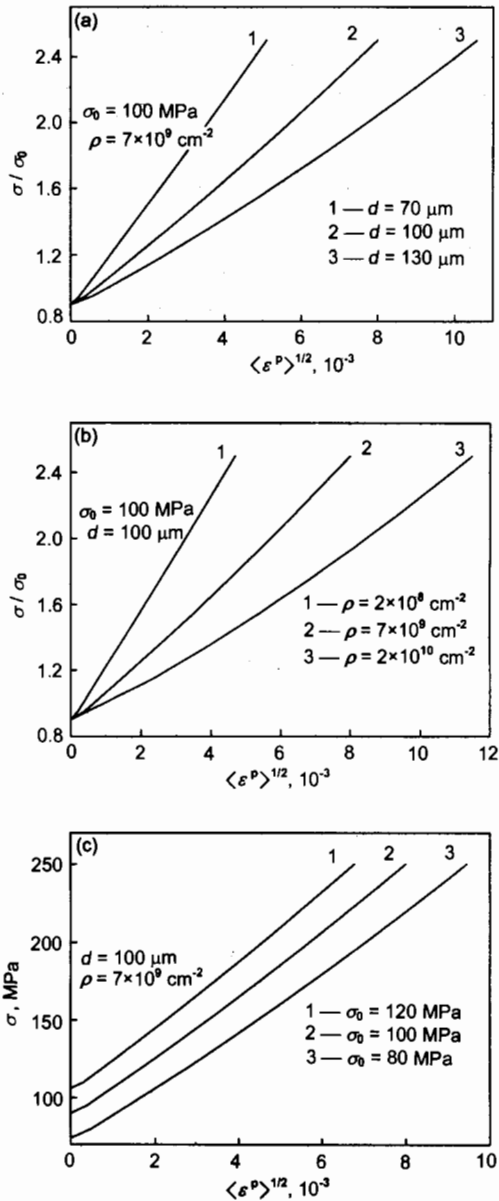 (a)
1
2
3
2.4
σ₀ = 100 MPa
ρ = 7×10⁹ cm⁻²
2.0
σ / σ₀
1.6
1 — d = 70 μm
2 — d = 100 μm
3 — d = 130 μm
1.2
0.8
0 2 4 6 8 10
⟨εᵖ⟩¹ᐟ², 10⁻³
(b)
1
2
3
2.4
σ₀ = 100 MPa
d = 100 μm
2.0
σ / σ₀
1.6
1 — ρ = 2×10⁸ cm⁻²
2 — ρ = 7×10⁹ cm⁻²
3 — ρ = 2×10¹⁰ cm⁻²
1.2
0.8
0 2 4 6 8 10 12
⟨εᵖ⟩¹ᐟ², 10⁻³
(c)
1
2
3
250
d = 100 μm
ρ = 7×10⁹ cm⁻²
200
σ, MPa
150
1 — σ₀ = 120 MPa
2 — σ₀ = 100 MPa
3 — σ₀ = 80 MPa
100
0 2 4 6 8 10
⟨εᵖ⟩¹ᐟ², 10⁻³